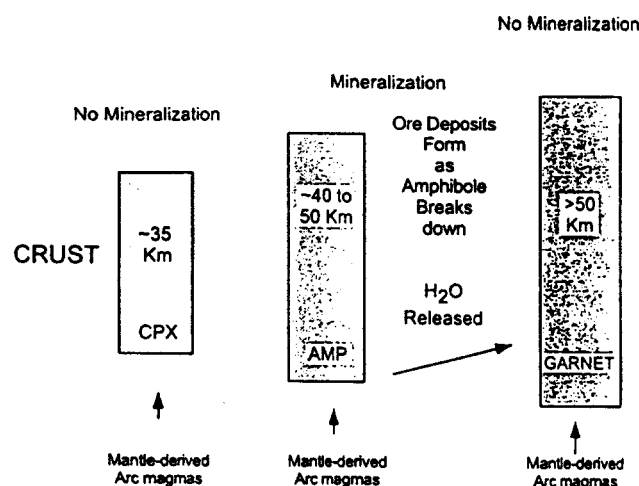 No Mineralization
Mineralization
No Mineralization
Ore Deposits
Form
as
Amphibole
Breaks
down
~40 to
50 Km
>50
Km
~35
Km
CRUST
H2O
Released
CPX
AMP
GARNET
Mantle-derived
Arc magmas
Mantle-derived
Arc magmas
Mantle-derived
Arc magmas